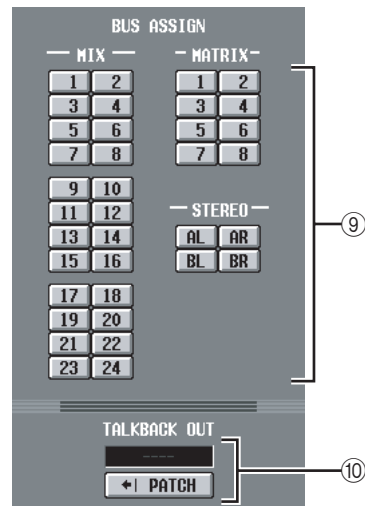 BUS ASSIGN
MIX
MATRIX
1 2
1 2
3 4
3 4
5 6
5 6
7 8
7 8
9 10
11 12
STEREO
13 14
AL AR
15 16
BL BR
⑨
17 18
19 20
21 22
23 24
TALKBACK OUT
----
PATCH
⑩